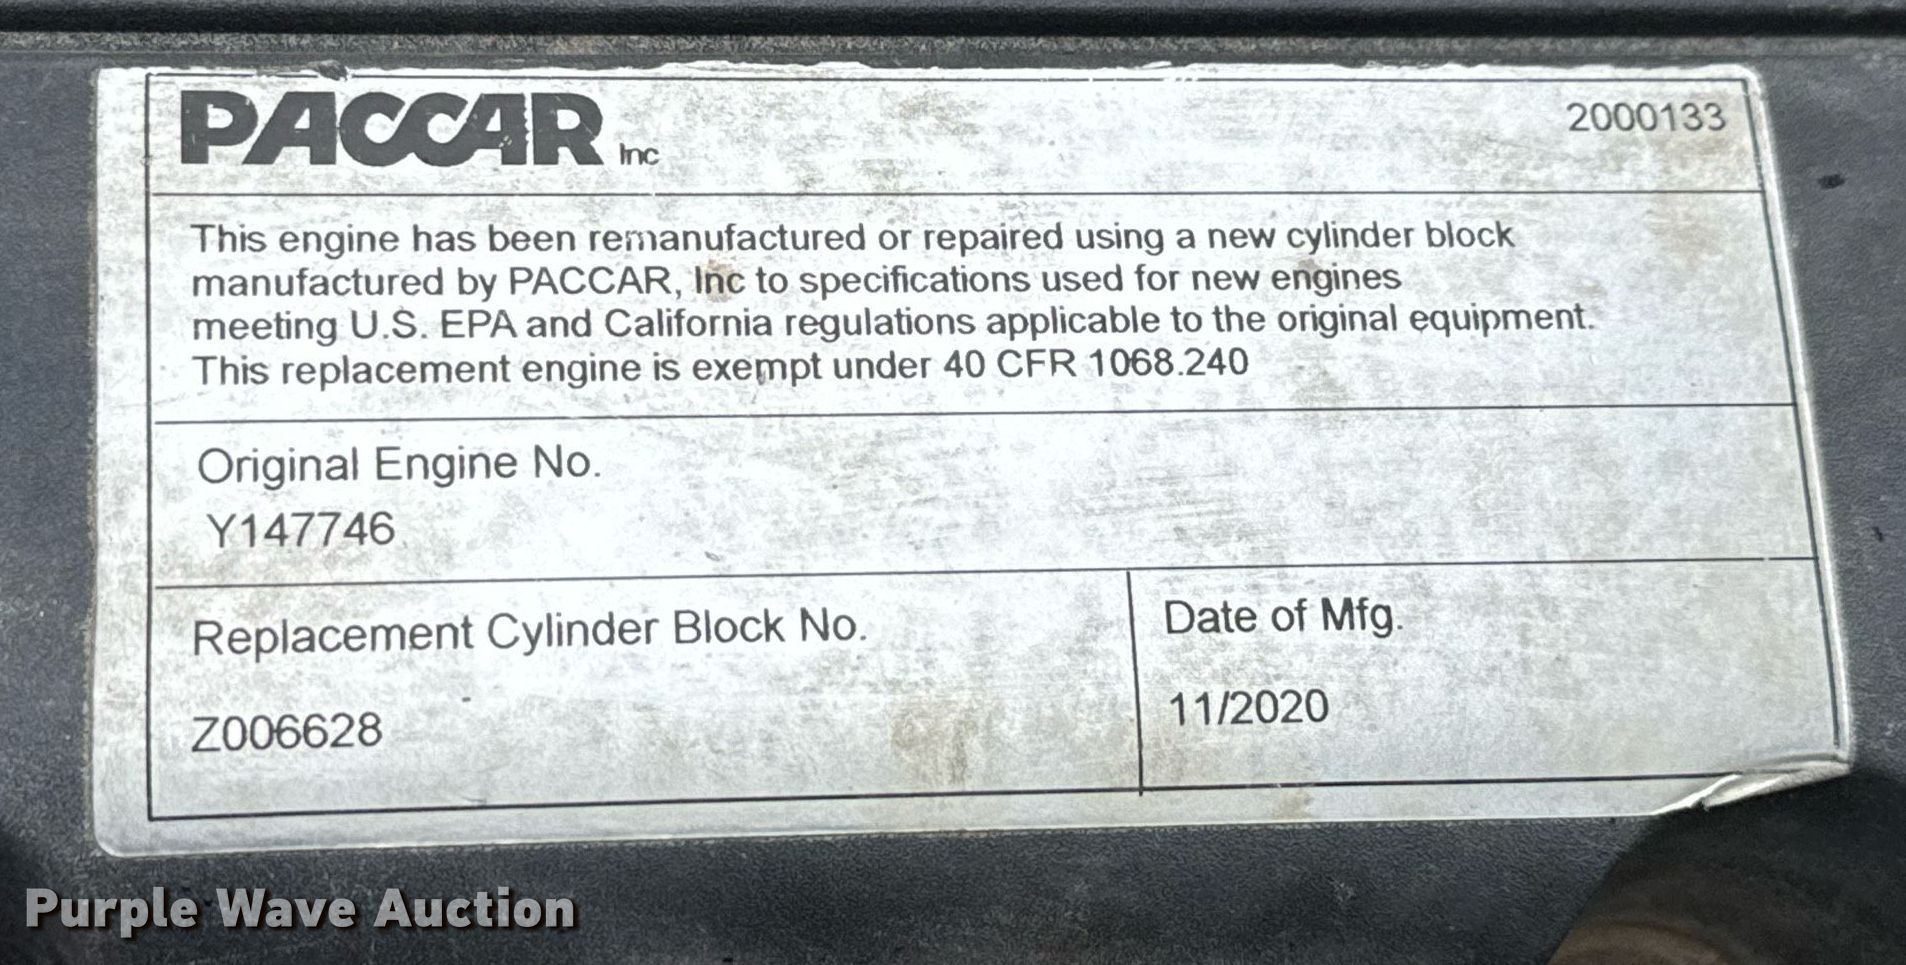 PACCAR Inc
2000133
This engine has been remanufactured or repaired using a new cylinder block
manufactured by PACCAR, Inc to specifications used for new engines
meeting U.S. EPA and California regulations applicable to the original equipment.
This replacement engine is exempt under 40 CFR 1068.240
Original Engine No.
Y147746
Replacement Cylinder Block No.
Z006628
Date of Mfg.
11/2020
Purple Wave Auction